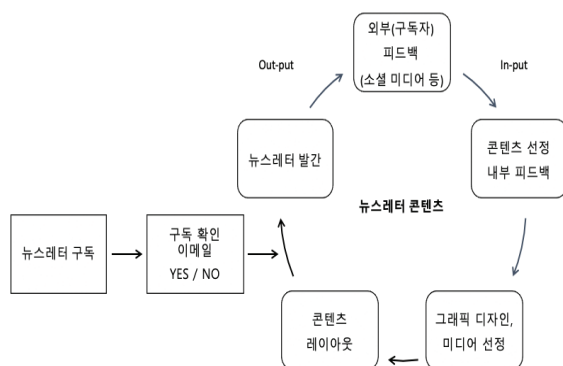 외부(구독자)
피드백
(소셜 미디어 등)
Out-put
In-put
뉴스레터 발간
콘텐츠 선정
내부 피드백
뉴스레터 콘텐츠
뉴스레터 구독
구독 확인
이메일
YES / NO
콘텐츠
레이아웃
그래픽 디자인,
미디어 선정